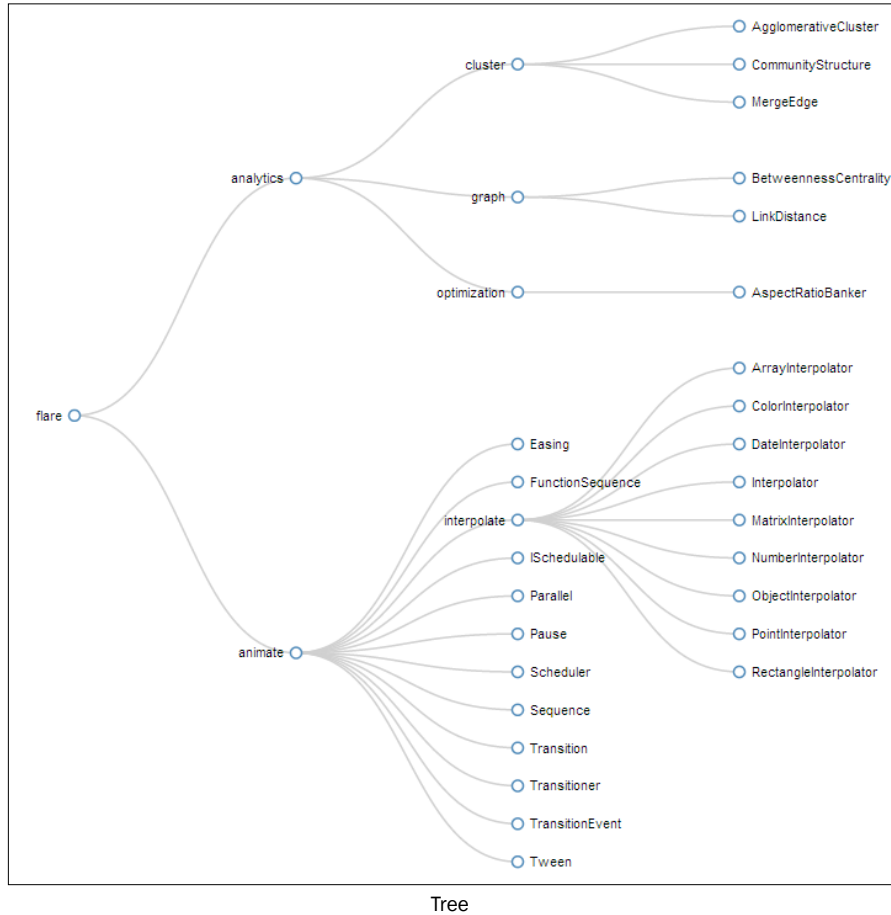 AgglomerativeCluster
cluster
CommunityStructure
MergeEdge
analytics
BetweennessCentrality
graph
LinkDistance
optimization
AspectRatioBanker
ArrayInterpolator
ColorInterpolator
flare
Easing
DateInterpolator
FunctionSequence
Interpolator
interpolate
MatrixInterpolator
ISchedulable
NumberInterpolator
Parallel
ObjectInterpolator
Pause
PointInterpolator
animate
Scheduler
RectangleInterpolator
Sequence
Transition
Transitioner
TransitionEvent
Tween
Tree